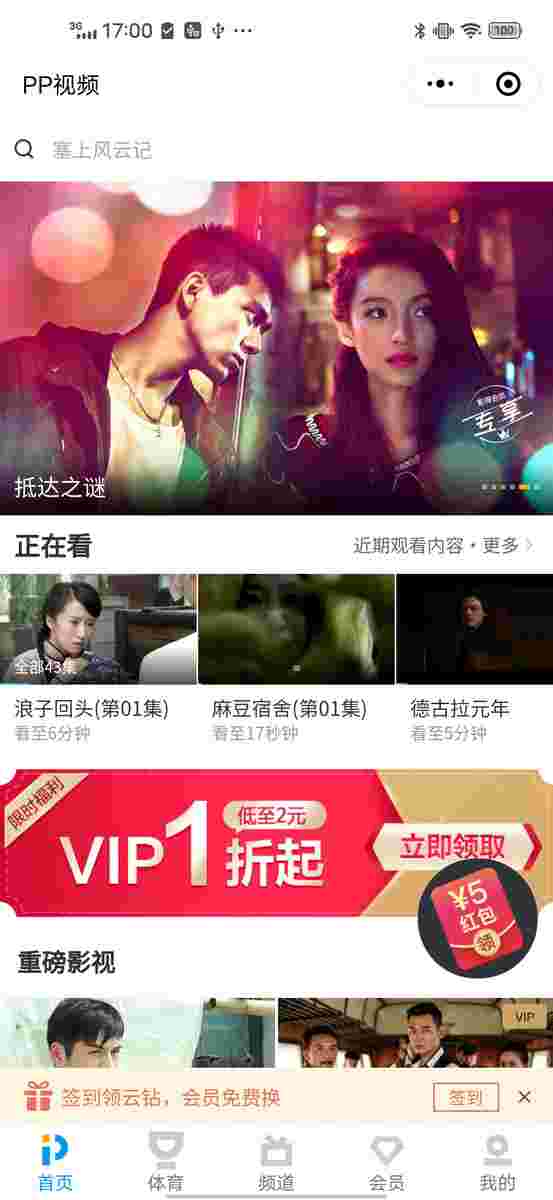 3G 17:00 100
PP视频
塞上风云记
专享
抵达之谜
正在看
近期观看内容·更多
全部43集
浪子回头(第01集)
麻豆宿舍(第01集)
德古拉元年
看至6分钟
看至17秒钟
看至5分钟
限时福利
VIP1折起
低至2元
立即领取
¥5
红包
领
重磅影视
VIP
签到领云钻，会员免费换
签到
首页
体育
频道
会员
我的